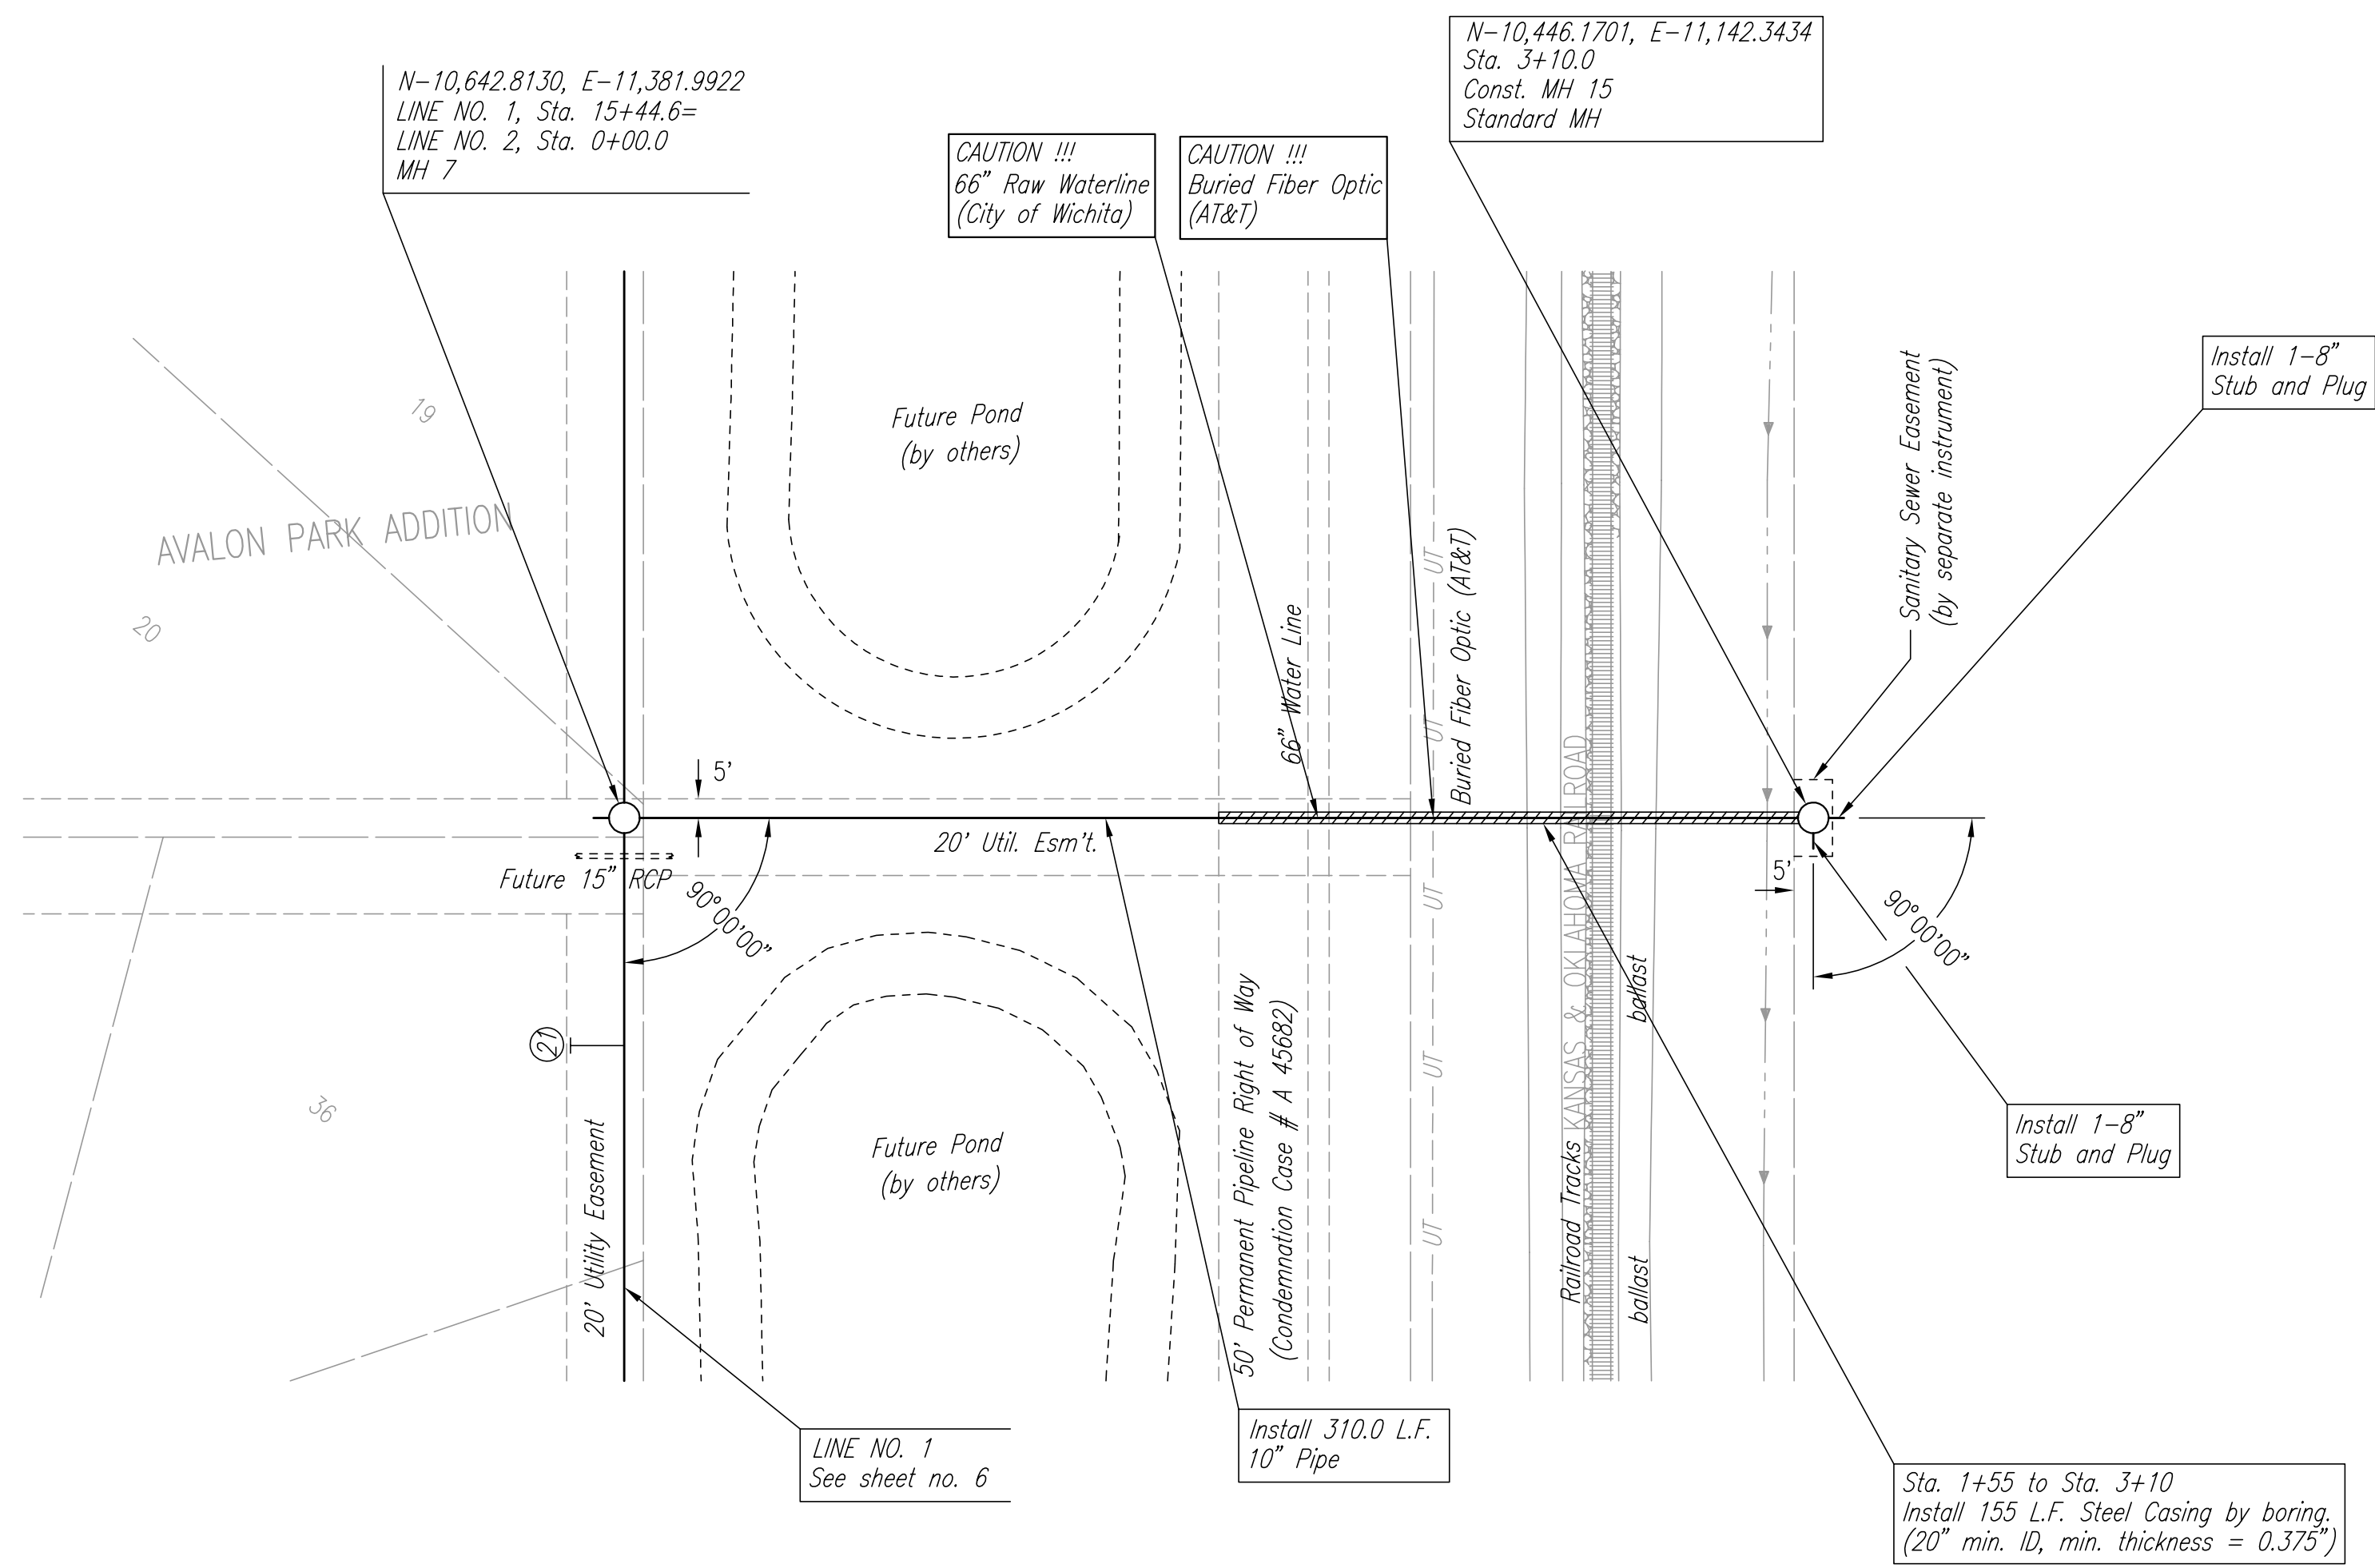 N-10,446.1701, E-11,142.3434
Sta. 3+10.0
Const. MH 15
Standard MH
N-10,642.8130, E-11,381.9922
LINE NO. 1, Sta. 15+44.6=
LINE NO. 2, Sta. 0+00.0
MH 7
CAUTION !!!
66" Raw Waterline
(City of Wichita)
CAUTION !!!
Buried Fiber Optic
(AT&T)
Install 1-8"
Stub and Plug
Sanitary Sewer Easement
(by separate instrument)
19
Future Pond
(by others)
AVALON PARK ADDITION
20
UT
Buried Fiber Optic (AT&T)
66" Water Line
UT
5'
20' Util. Esm't.
Future 15" RCP
90°00'00"
5'
90°00'00"
UT
KANSAS & OKLAHOMA RAILROAD
ballast
21
50' Permanent Pipeline Right of Way
(Condemnation Case # A 45682)
UT
36
20' Utility Easement
Future Pond
(by others)
Railroad Tracks
UT
ballast
Install 1-8"
Stub and Plug
LINE NO. 1
See sheet no. 6
Install 310.0 L.F.
10" Pipe
Sta. 1+55 to Sta. 3+10
Install 155 L.F. Steel Casing by boring.
(20" min. ID, min. thickness = 0.375")